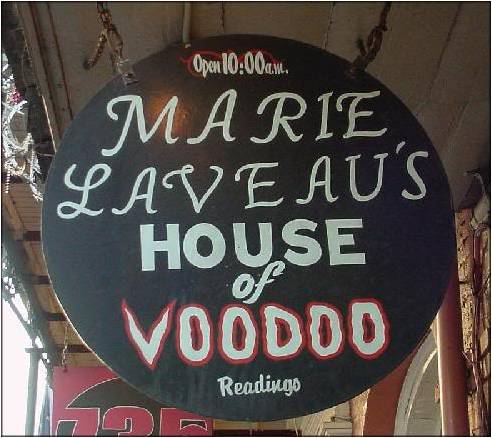 Open 10:00 a.m.
MARIE
LAVEAU'S
HOUSE
of
VOODOO
Readings